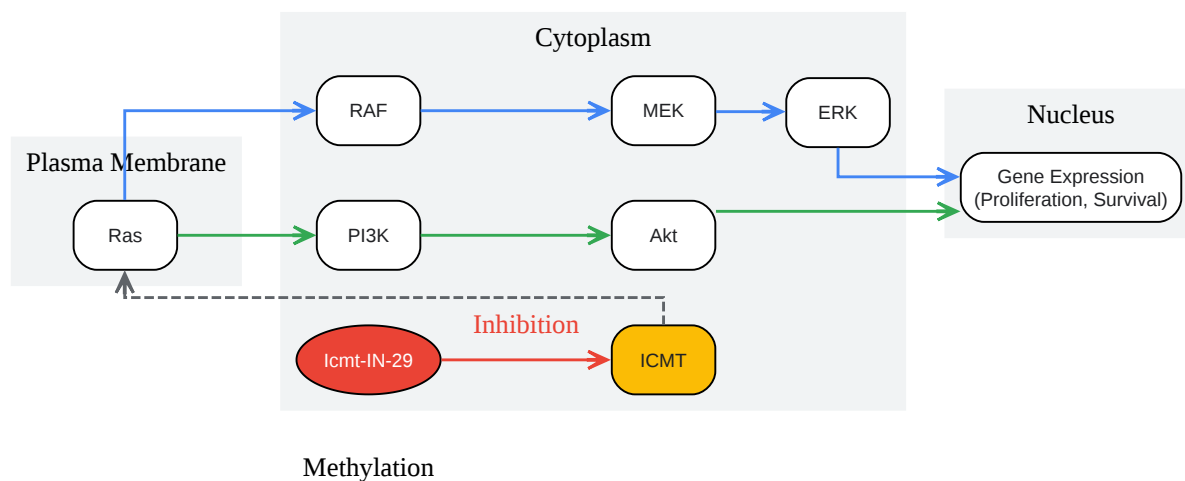 Cytoplasm
RAF
MEK
ERK
Nucleus
Plasma Membrane
Gene Expression
(Proliferation, Survival)
Ras
PI3K
Akt
Inhibition
Icmt-IN-29
ICMT
Methylation